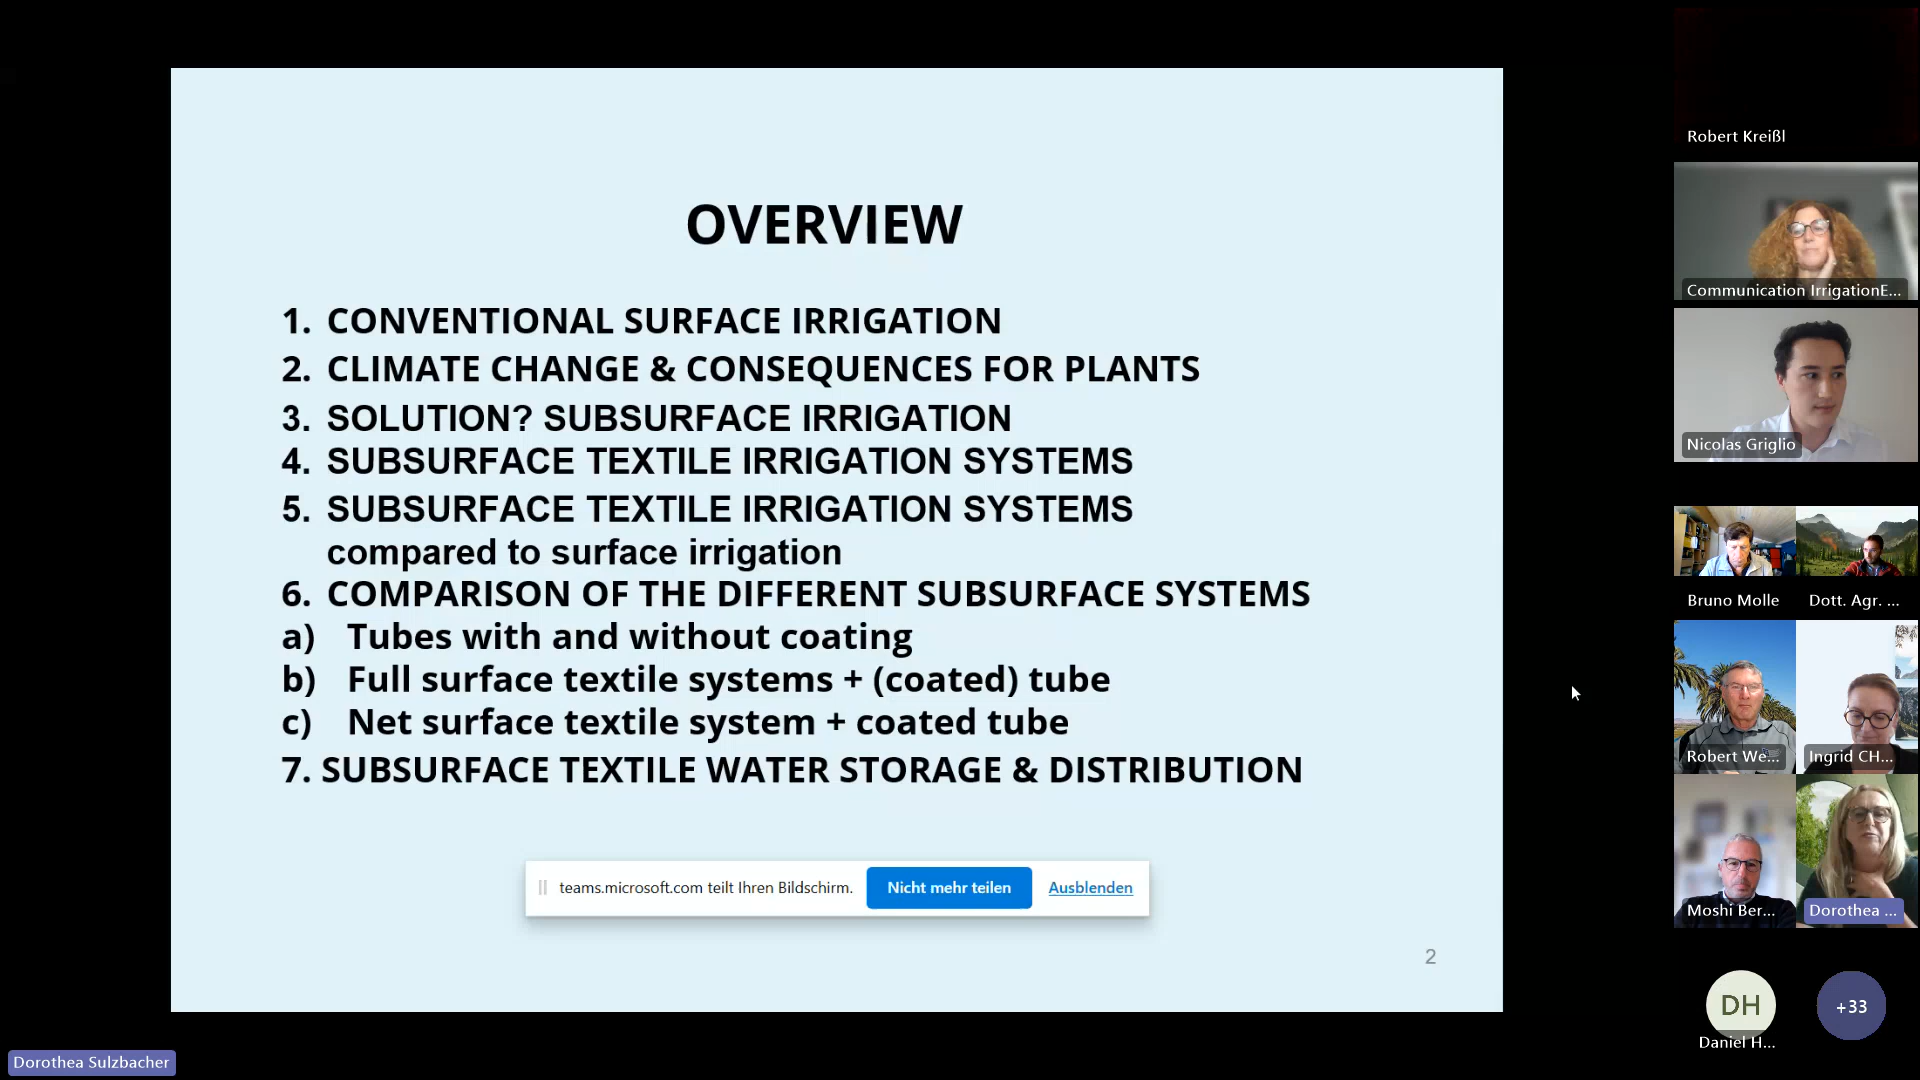 OVERVIEW
1. CONVENTIONAL SURFACE IRRIGATION
2. CLIMATE CHANGE & CONSEQUENCES FOR PLANTS
3. SOLUTION? SUBSURFACE IRRIGATION
4. SUBSURFACE TEXTILE IRRIGATION SYSTEMS
5. SUBSURFACE TEXTILE IRRIGATION SYSTEMS
compared to surface irrigation
6. COMPARISON OF THE DIFFERENT SUBSURFACE SYSTEMS
a) Tubes with and without coating
b) Full surface textile systems + (coated) tube
c) Net surface textile system + coated tube
7. SUBSURFACE TEXTILE WATER STORAGE & DISTRIBUTION
teams.microsoft.com teilt Ihren Bildschirm. Nicht mehr teilen Ausblenden
2
Dorothea Sulzbacher
Robert Kreißl
Communication IrrigationE...
Nicolas Griglio
Bruno Molle Dott. Agr. ...
Robert We... Ingrid CH...
Moshi Ber... Dorothea ...
DH +33
Daniel H...